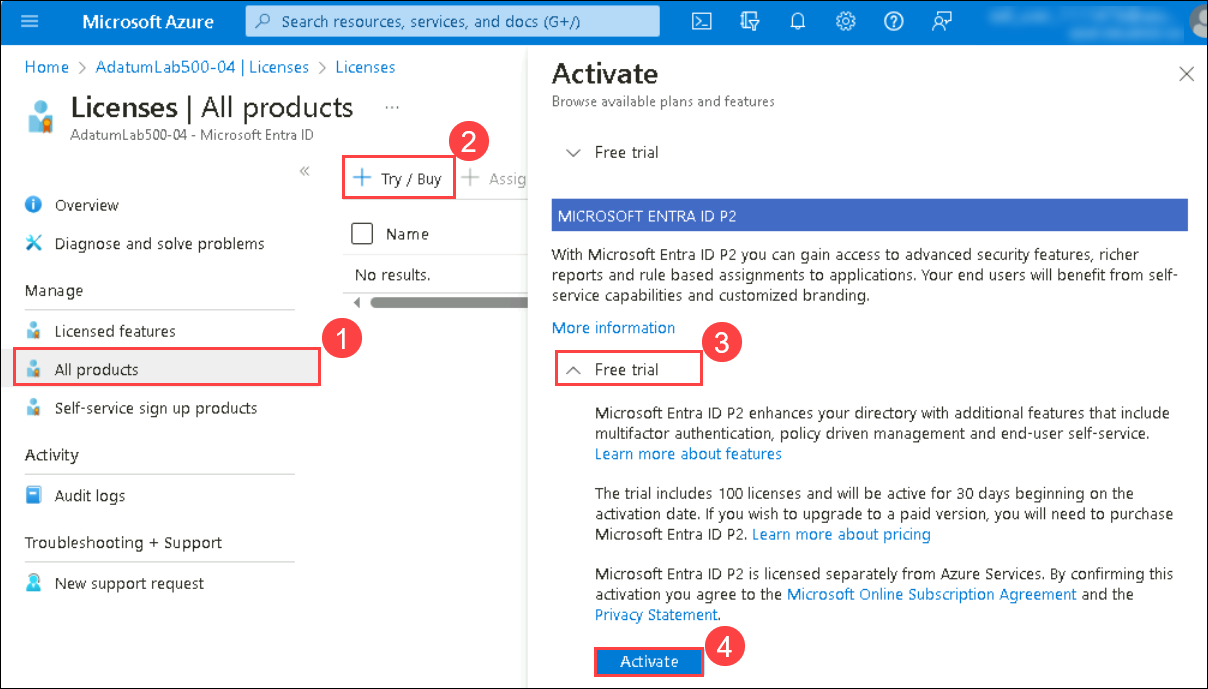 Microsoft Azure
Search resources, services, and docs (G+/)
Home > AdatumLab500-04 | Licenses > Licenses
Licenses | All products
...
AdatumLab500-04 - Microsoft Entra ID
«
Overview
Diagnose and solve problems
Manage
Licensed features
All products
1
Self-service sign up products
Activity
Audit logs
Troubleshooting + Support
New support request
2
+ Try / Buy
+ Assig
Name
No results.
Activate
Browse available plans and features
Free trial
MICROSOFT ENTRA ID P2
With Microsoft Entra ID P2 you can gain access to advanced security features, richer
reports and rule based assignments to applications. Your end users will benefit from self-
service capabilities and customized branding.
More information
3
Free trial
Microsoft Entra ID P2 enhances your directory with additional features that include
multifactor authentication, policy driven management and end-user self-service.
Learn more about features
The trial includes 100 licenses and will be active for 30 days beginning on the
activation date. If you wish to upgrade to a paid version, you will need to purchase
Microsoft Entra ID P2. Learn more about pricing
Microsoft Entra ID P2 is licensed separately from Azure Services. By confirming this
activation you agree to the Microsoft Online Subscription Agreement and the
Privacy Statement.
4
Activate